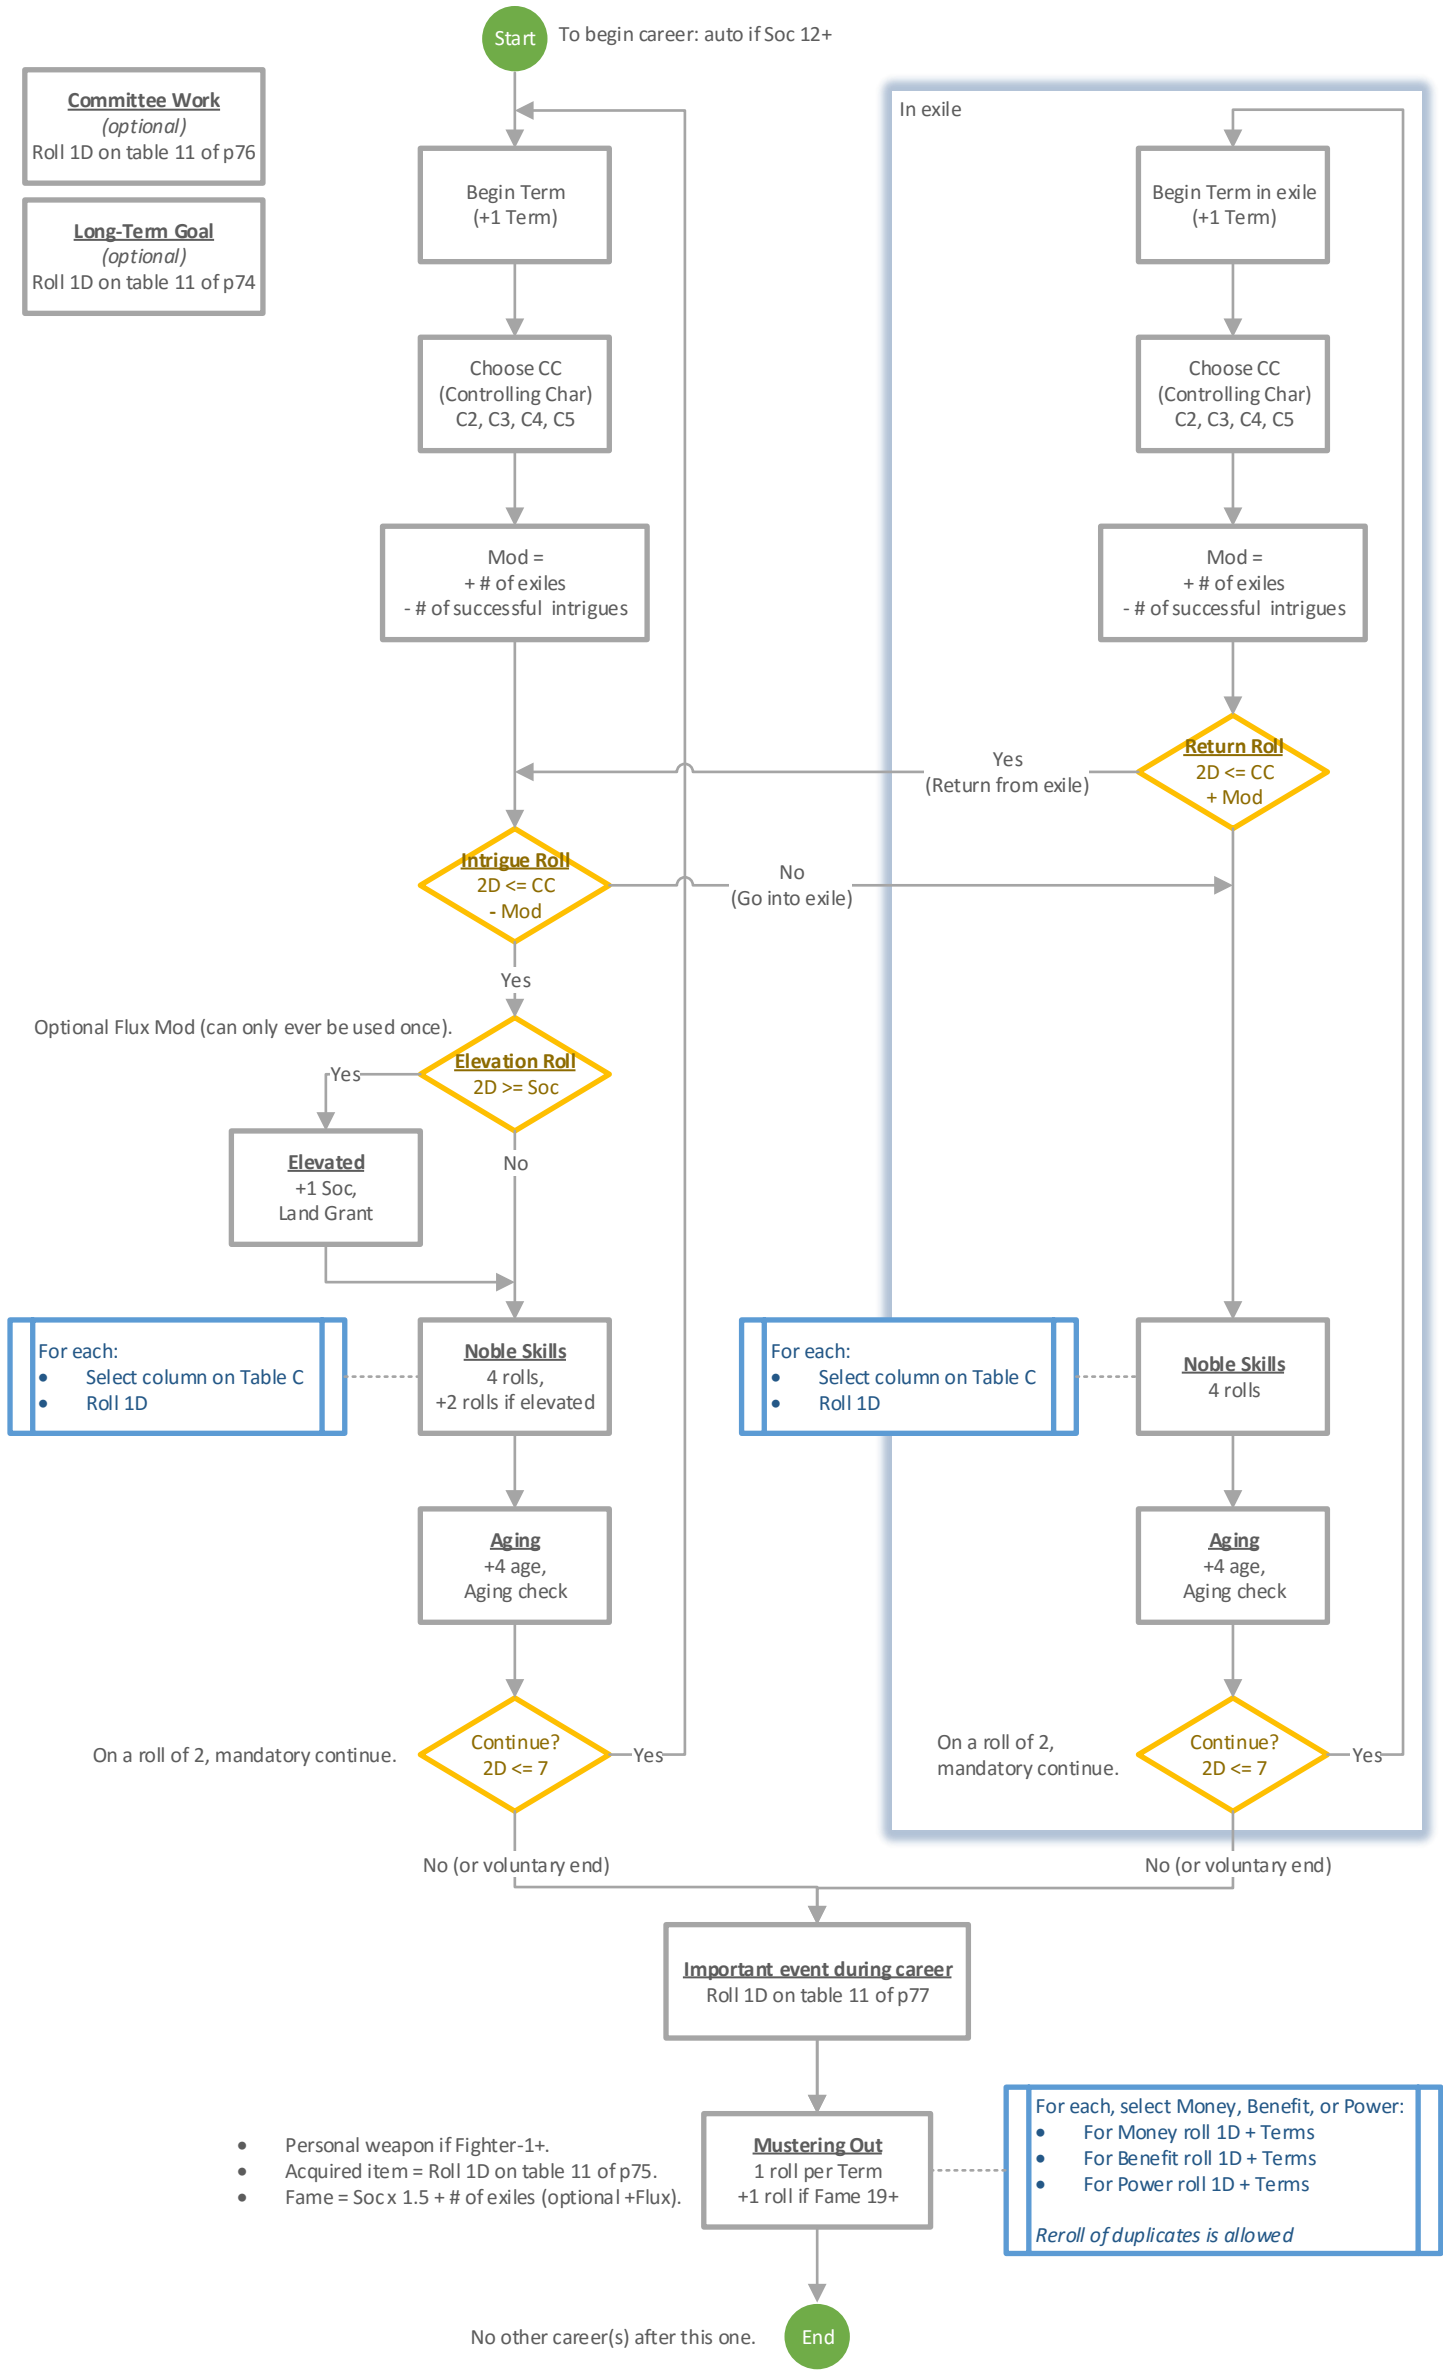 Start
To begin career: auto if Soc 12+
Committee Work
(optional)
Roll 1D on table 11 of p76
Long-Term Goal
(optional)
Roll 1D on table 11 of p74
Begin Term
(+1 Term)
Choose CC
(Controlling Char)
C2, C3, C4, C5
Mod =
+ # of exiles
- # of successful intrigues
In exile
Begin Term in exile
(+1 Term)
Choose CC
(Controlling Char)
C2, C3, C4, C5
Mod =
+ # of exiles
- # of successful intrigues
Return Roll
2D <= CC
+ Mod
Yes
(Return from exile)
Intrigue Roll
2D <= CC
- Mod
No
(Go into exile)
Yes
Optional Flux Mod (can only ever be used once).
Elevation Roll
2D >= Soc
Yes
No
Elevated
+1 Soc,
Land Grant
For each:
• Select column on Table C
• Roll 1D
Noble Skills
4 rolls,
+2 rolls if elevated
For each:
• Select column on Table C
• Roll 1D
Noble Skills
4 rolls
Aging
+4 age,
Aging check
Aging
+4 age,
Aging check
On a roll of 2, mandatory continue.
Continue?
2D <= 7
Yes
On a roll of 2,
mandatory continue.
Continue?
2D <= 7
Yes
No (or voluntary end)
No (or voluntary end)
Important event during career
Roll 1D on table 11 of p77
• Personal weapon if Fighter-1+.
• Acquired item = Roll 1D on table 11 of p75.
• Fame = Soc x 1.5 + # of exiles (optional +Flux).
Mustering Out
1 roll per Term
+1 roll if Fame 19+
For each, select Money, Benefit, or Power:
• For Money roll 1D + Terms
• For Benefit roll 1D + Terms
• For Power roll 1D + Terms
Reroll of duplicates is allowed
No other career(s) after this one.
End